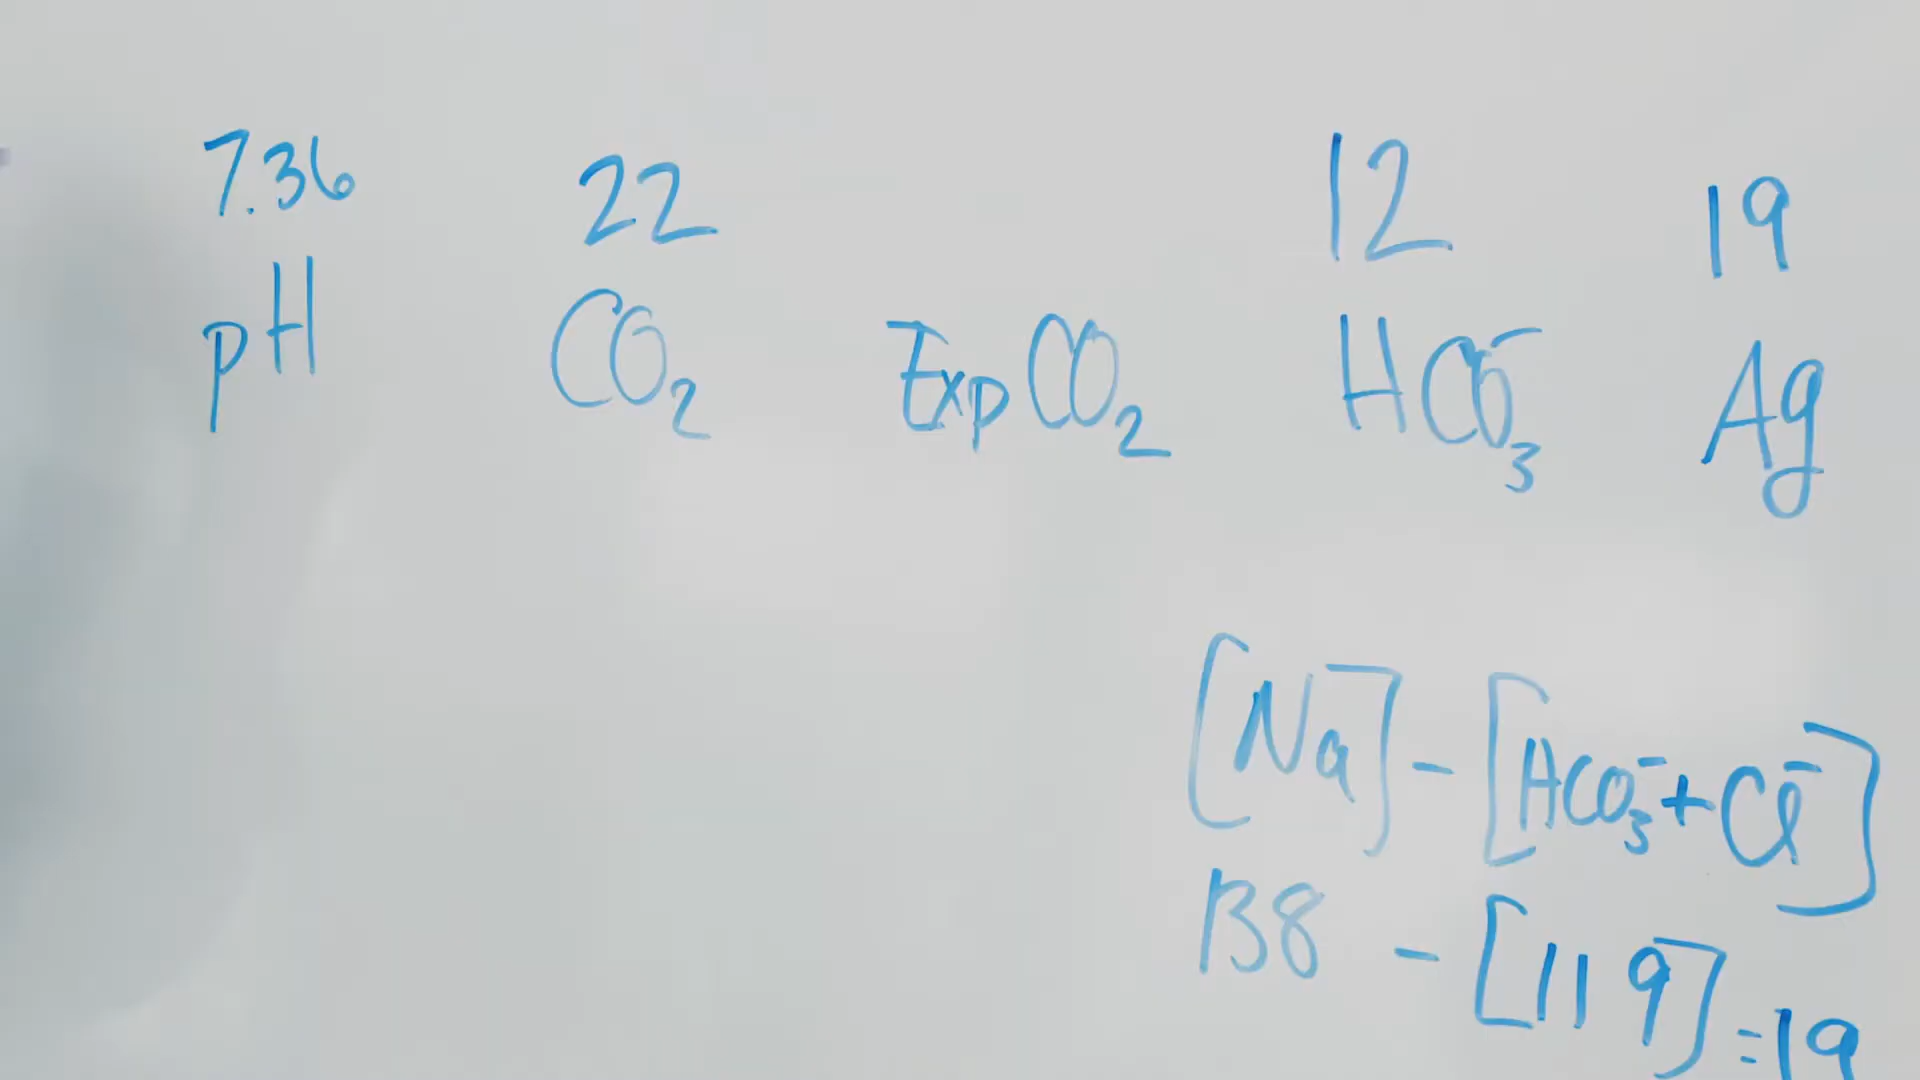 7.36 22 12 19
pH CO₂ Exp CO₂ HCO₃⁻ Ag
[Na] - [HCO₃⁻ + Cl⁻]
138 - [119] = 19